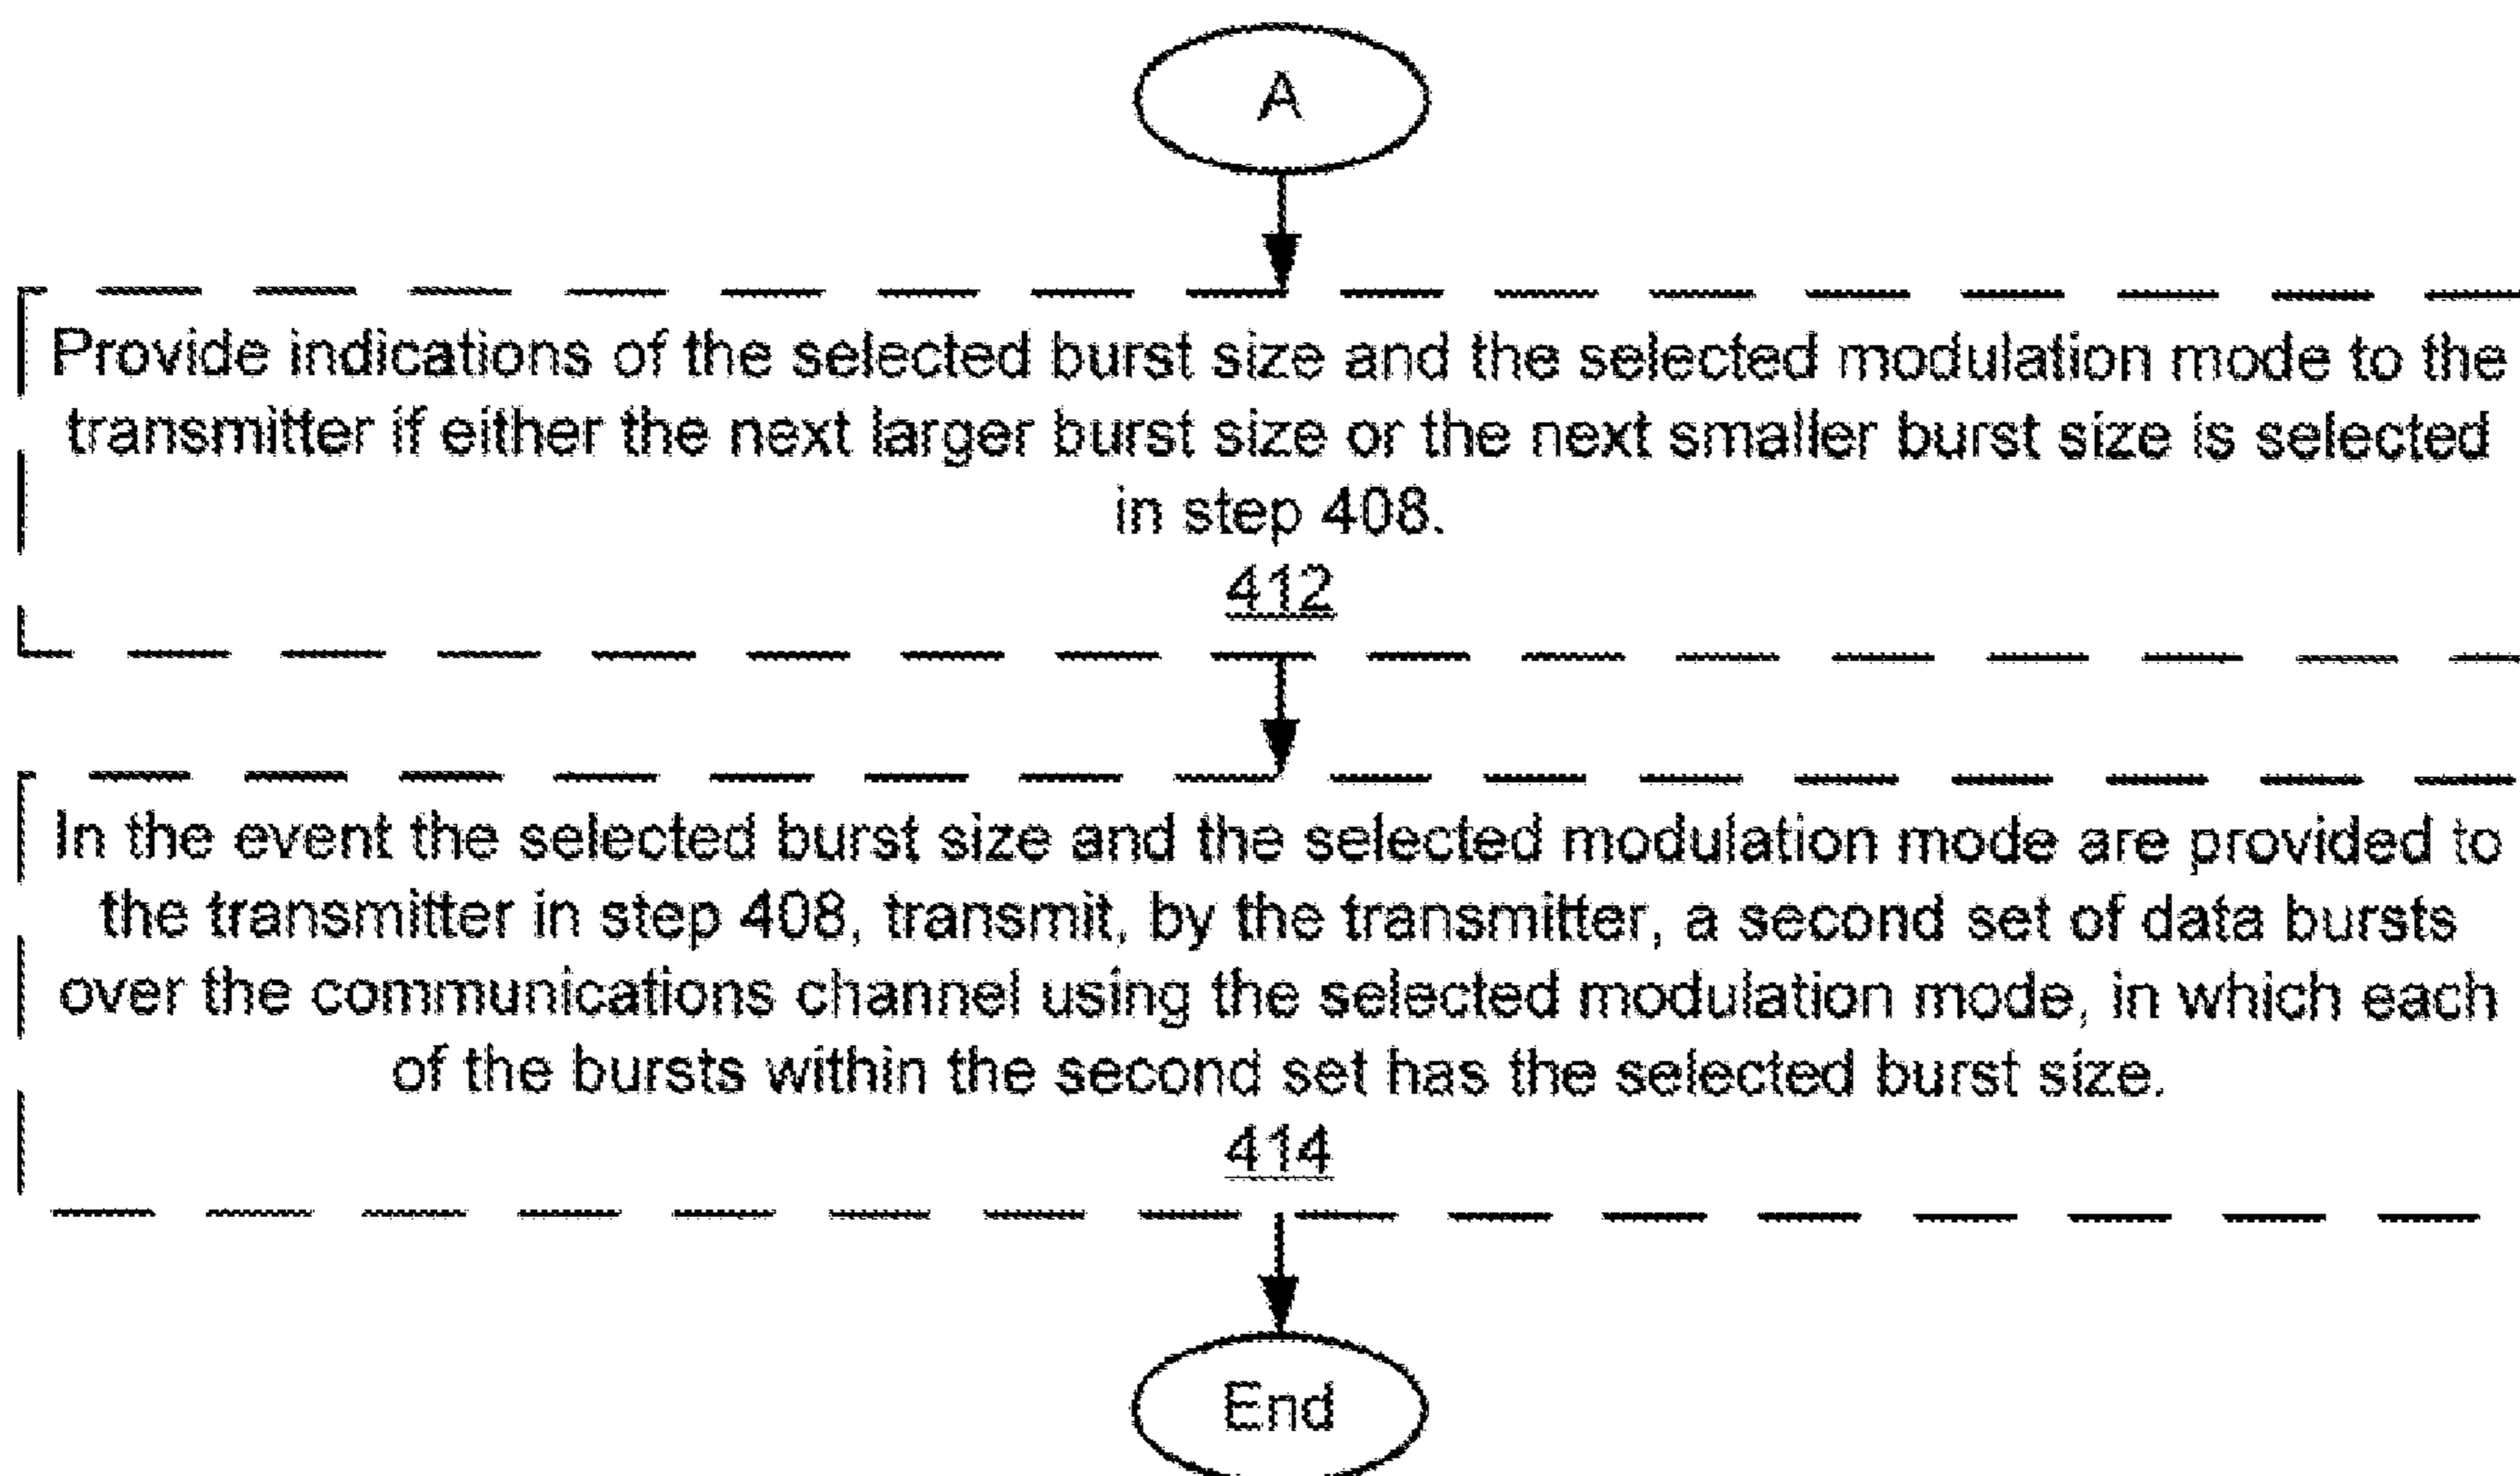 A
Provide indications of the selected burst size and the selected modulation mode to the
transmitter if either the next larger burst size or the next smaller burst size is selected
in step 408.
412
In the event the selected burst size and the selected modulation mode are provided to
the transmitter in step 408, transmit, by the transmitter, a second set of data bursts
over the communications channel using the selected modulation mode, in which each
of the bursts within the second set has the selected burst size.
414
End